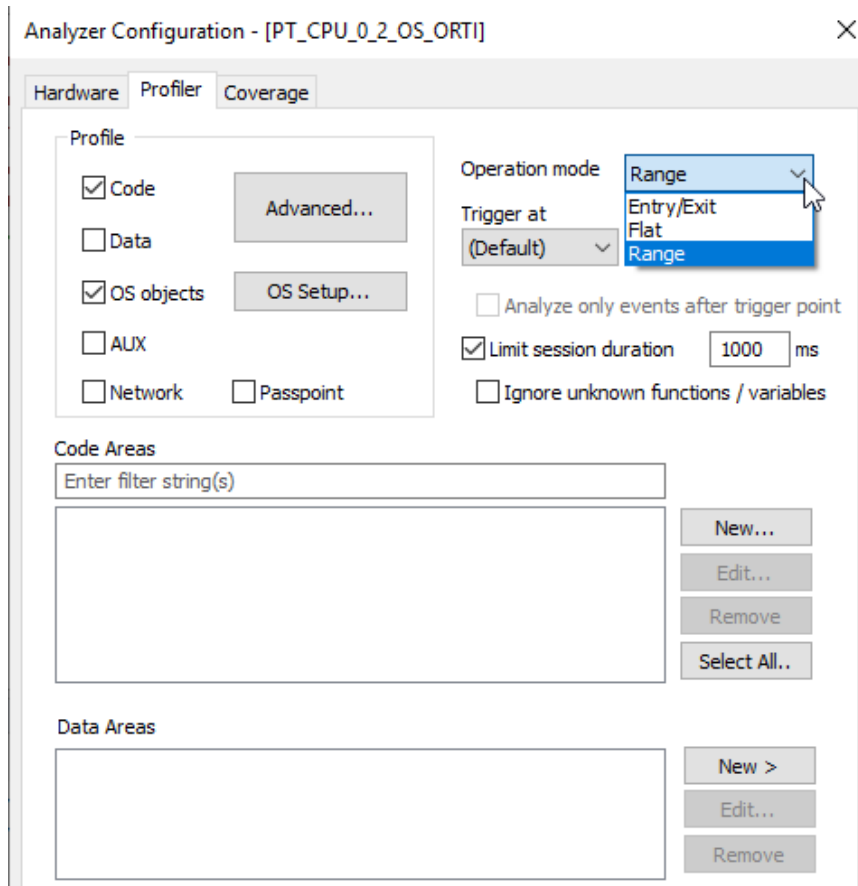 Analyzer Configuration - [PT_CPU_0_2_OS_ORTI]
Hardware Profiler Coverage
Profile
Code
Advanced...
Data
OS objects
OS Setup...
AUX
Network
Passpoint
Operation mode
Range
Entry/Exit
Flat
Range
Trigger at
(Default)
Analyze only events after trigger point
Limit session duration 1000 ms
Ignore unknown functions / variables
Code Areas
Enter filter string(s)
New...
Edit...
Remove
Select All..
Data Areas
New >
Edit...
Remove